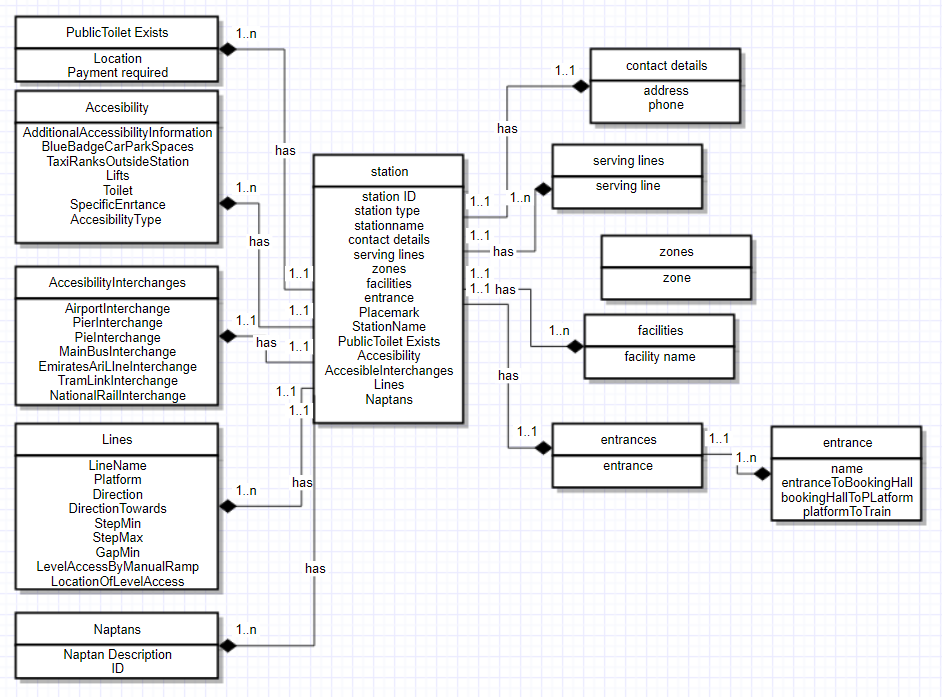 PublicToilet Exists
Location
Payment required
1..n
has
1..1
Accesibility
AdditionalAccessibilityInformation
BlueBadgeCarParkSpaces
TaxiRanksOutsideStation
Lifts
Toilet
SpecificEnrtance
AccesibilityType
1..n
has
1..1
AccesibilityInterchanges
AirportInterchange
PierInterchange
PieInterchange
MainBusInterchange
EmiratesAriLIneInterchange
TramLinkInterchange
NationalRailInterchange
1..1
has
1..1
Lines
LineName
Platform
Direction
DirectionTowards
StepMin
StepMax
GapMin
LevelAccessByManualRamp
LocationOfLevelAccess
1..n
has
1..1
Naptans
Naptan Description
ID
1..n
has
1..1
station
station ID
station type
stationname
contact details
serving lines
zones
facilities
entrance
Placemark
StationName
PublicToilet Exists
Accesibility
AccesibleInterchanges
Lines
Naptans
contact details
address
phone
1..1
has
1..1
serving lines
serving line
1..n
1..1
has
zones
zone
1..1
1..1 has
facilities
facility name
1..n
has
entrances
entrance
1..1
1..1
1..n
entrance
name
entranceToBookingHall
bookingHallToPLatform
platformToTrain